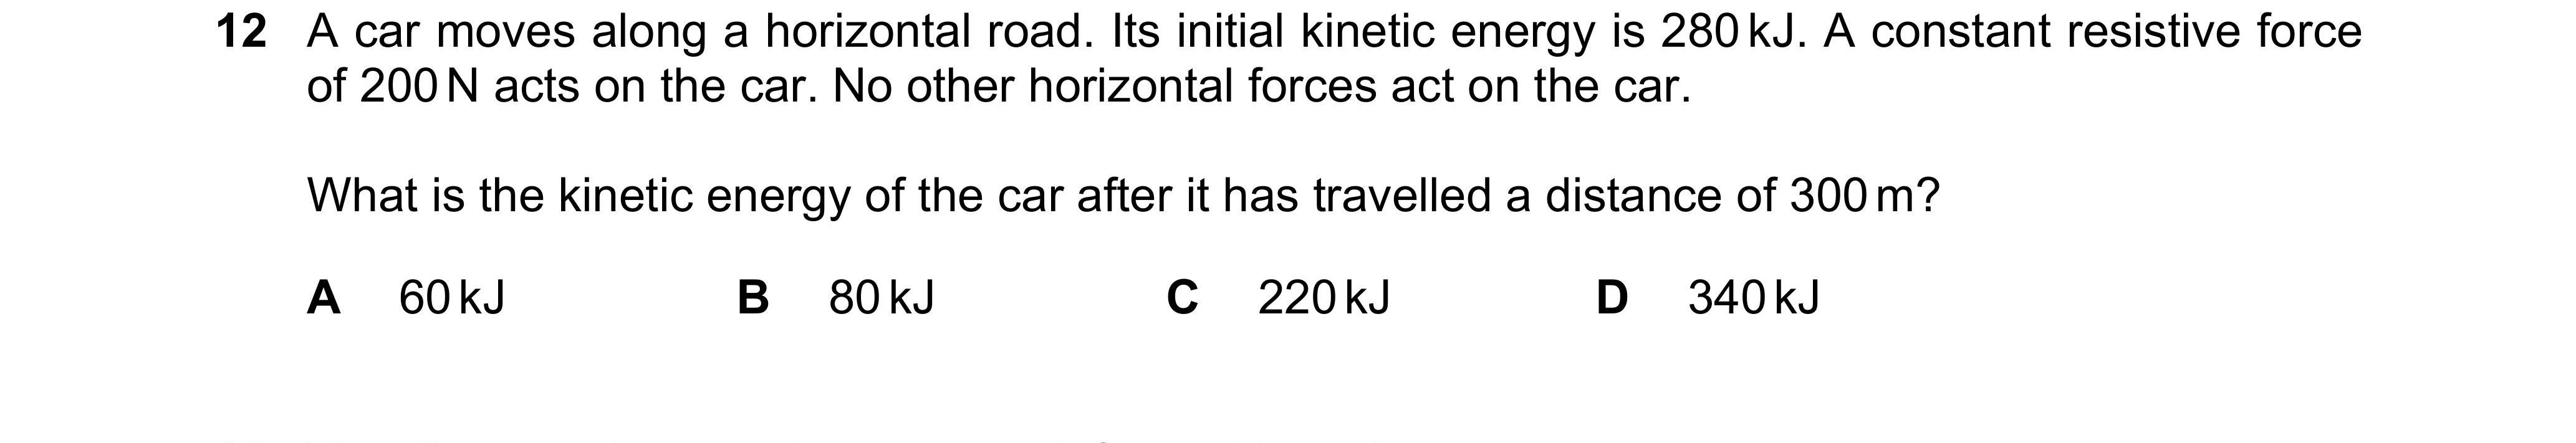 12 A car moves along a horizontal road. Its initial kinetic energy is 280 kJ. A constant resistive force
of 200 N acts on the car. No other horizontal forces act on the car.
What is the kinetic energy of the car after it has travelled a distance of 300 m?
A 60 kJ B 80 kJ C 220 kJ D 340 kJ